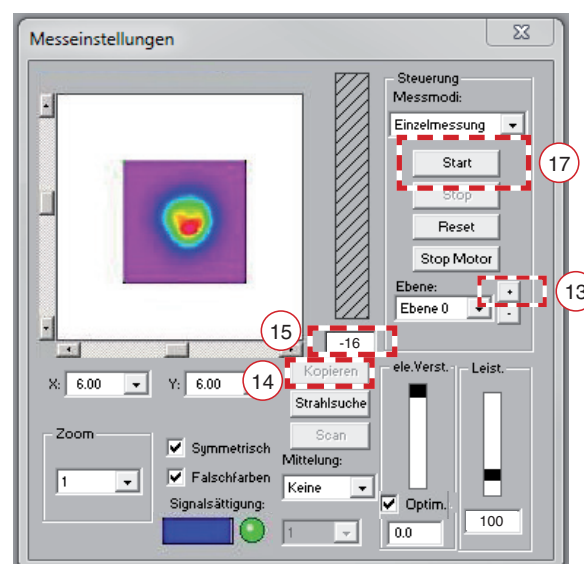 Messeinstellungen
Steuerung
Messmodi:
Einzelmessung
Start
17
Stop
Reset
Stop Motor
Ebene:
+
13
Ebene 0
-
15
-16
X: 6.00
Y: 6.00
14
Kopieren
ele.Verst.
Leist.
Strahlsuche
Zoom
1
Symmetrisch
Scan
Falschfarben
Mittelung:
Keine
Signalsättigung:
Optim.
1
0.0
100